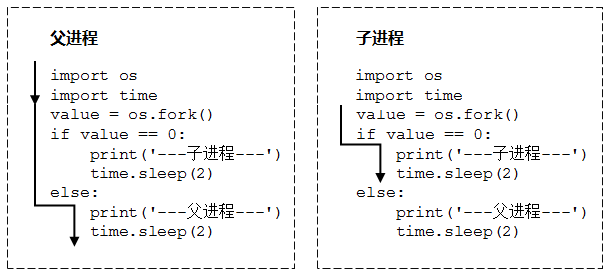 父进程
import os
import time
value = os.fork()
if value == 0:
    print('---子进程---')
    time.sleep(2)
else:
    print('---父进程---')
    time.sleep(2)
子进程
import os
import time
value = os.fork()
if value == 0:
    print('---子进程---')
    time.sleep(2)
else:
    print('---父进程---')
    time.sleep(2)